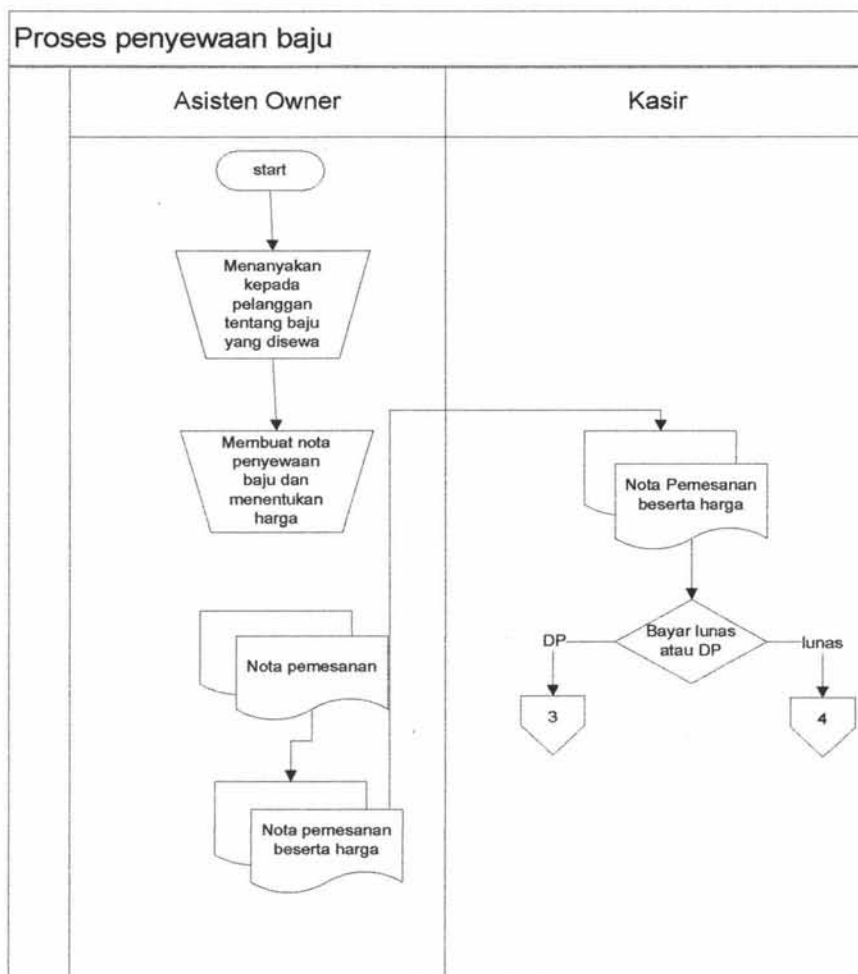 Proses penyewaan baju
Asisten Owner
Kasir
start
Menanyakan
kepada
pelanggan
tentang baju
yang disewa
Membuat nota
penyewaan
baju dan
menentukan
harga
Nota pemesanan
Nota pemesanan
beserta harga
Nota Pemesanan
beserta harga
Bayar lunas
atau DP
DP
lunas
3
4